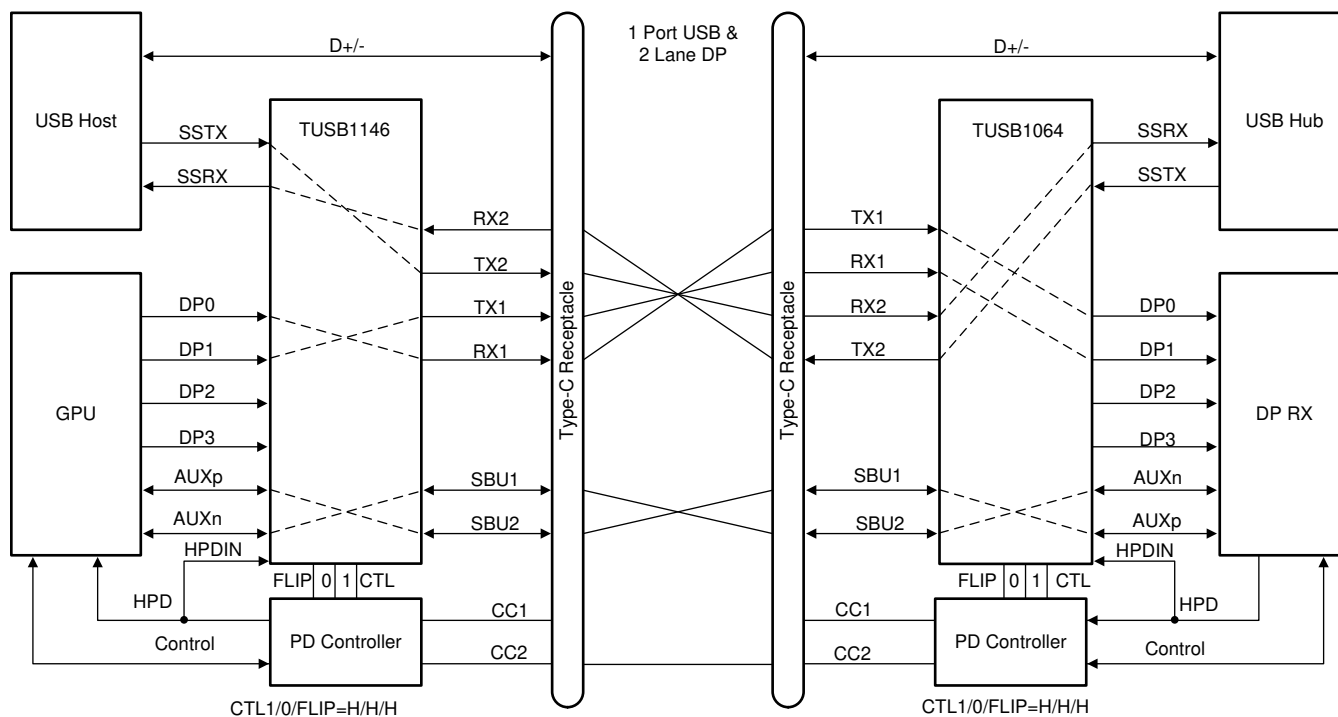 D+/-
1 Port USB &
2 Lane DP
D+/-
USB Host
TUSB1146
TUSB1064
USB Hub
SSTX
SSRX
SSRX
SSTX
RX2
TX2
TX1
RX1
TX1
RX1
RX2
TX2
Type-C Receptacle
Type-C Receptacle
GPU
DP0
DP1
DP2
DP3
AUXp
AUXn
HPDIN
SBU1
SBU2
SBU1
SBU2
DP0
DP1
DP2
DP3
AUXn
AUXp
HPDIN
DP RX
FLIP 0 1 CTL
FLIP 0 1 CTL
HPD
Control
PD Controller
CC1
CC2
CC1
CC2
PD Controller
HPD
Control
CTL1/0/FLIP=H/H/H
CTL1/0/FLIP=H/H/H